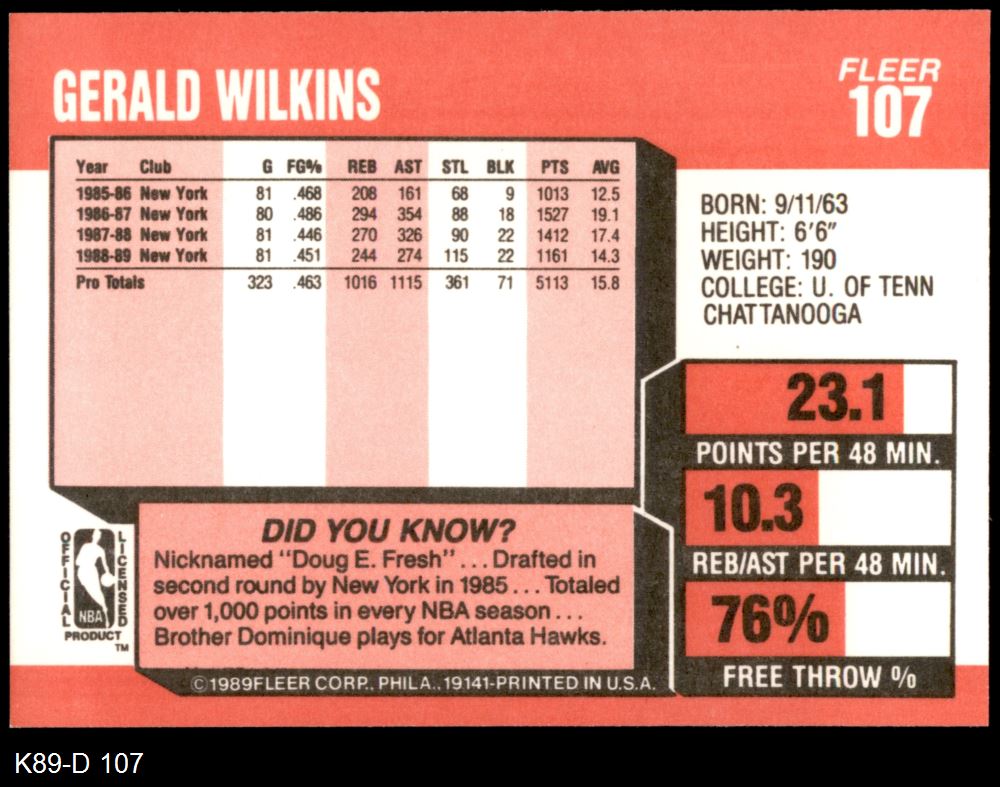 GERALD WILKINS
FLEER
107
Year Club G FG% REB AST STL BLK PTS AVG
1985-86 New York 81 .468 208 161 68 9 1013 12.5
1986-87 New York 80 .486 294 354 88 18 1527 19.1
1987-88 New York 81 .446 270 326 90 22 1412 17.4
1988-89 New York 81 .451 244 274 115 22 1161 14.3
Pro Totals 323 .463 1016 1115 361 71 5113 15.8
BORN: 9/11/63
HEIGHT: 6'6"
WEIGHT: 190
COLLEGE: U. OF TENN
CHATTANOOGA
23.1
POINTS PER 48 MIN.
10.3
REB/AST PER 48 MIN.
76%
FREE THROW %
DID YOU KNOW?
Nicknamed "Doug E. Fresh" ... Drafted in
second round by New York in 1985 ... Totaled
over 1,000 points in every NBA season ...
Brother Dominique plays for Atlanta Hawks.
OFFICIAL
LICENSED
NBA
PRODUCT
TM
©1989FLEER CORP., PHILA., 19141-PRINTED IN U.S.A.
K89-D 107